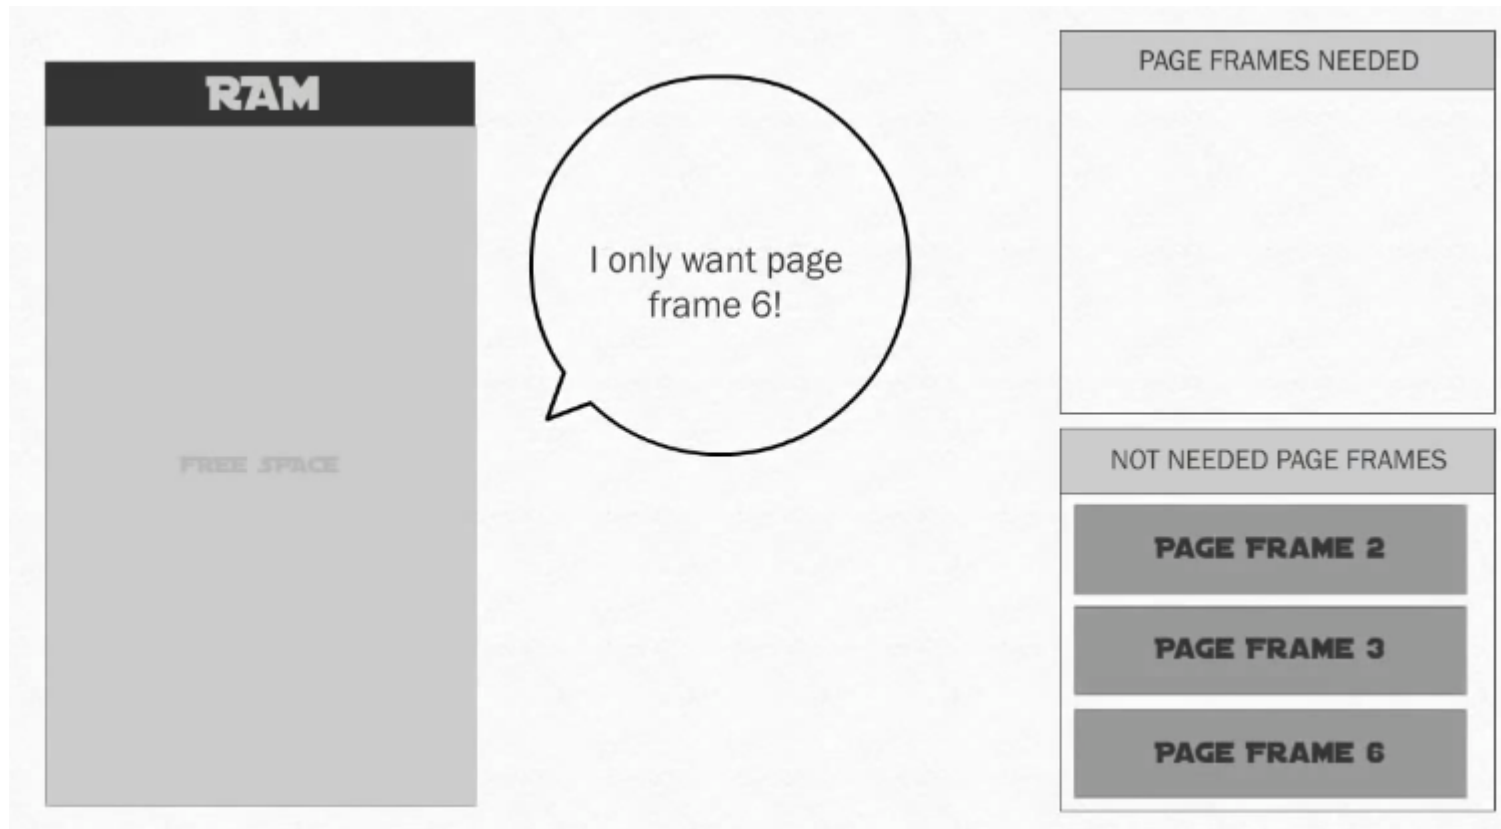 RAM
FREE SPACE
I only want page
frame 6!
PAGE FRAMES NEEDED
NOT NEEDED PAGE FRAMES
PAGE FRAME 2
PAGE FRAME 3
PAGE FRAME 6